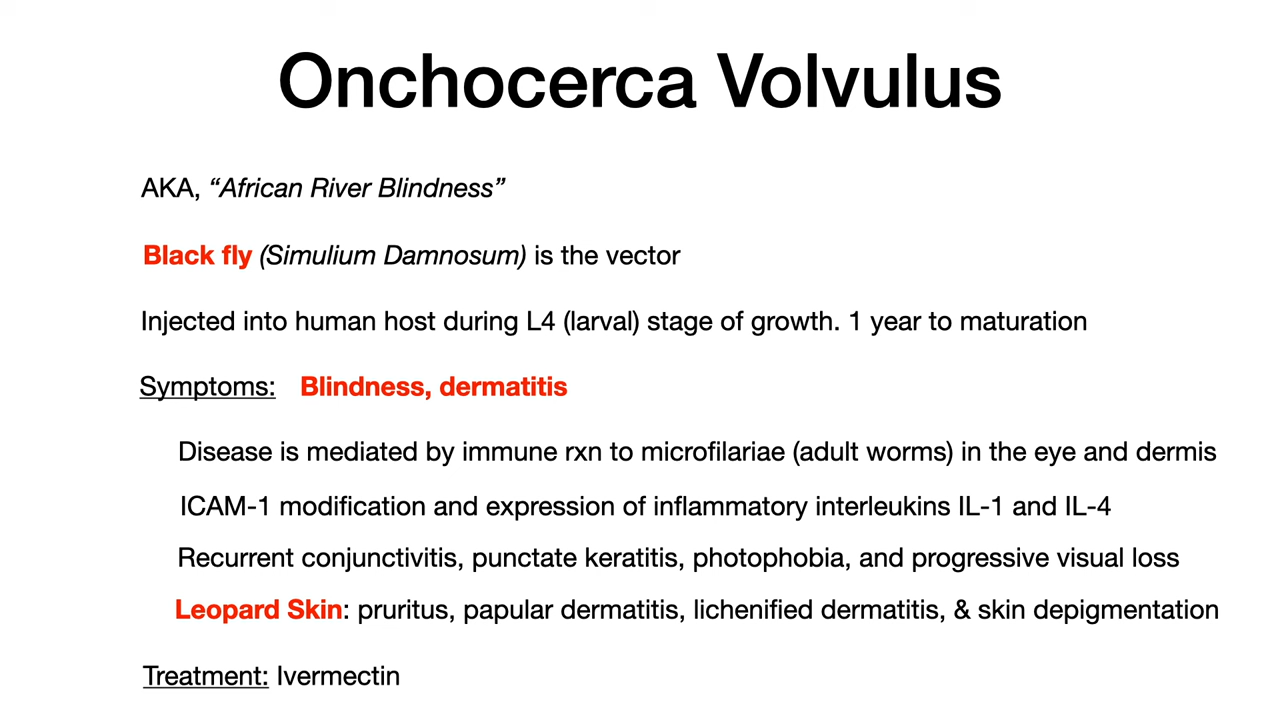 Onchocerca Volvulus
AKA, “African River Blindness”
Black fly (Simulium Damnosum) is the vector
Injected into human host during L4 (larval) stage of growth. 1 year to maturation
Symptoms: Blindness, dermatitis
Disease is mediated by immune rxn to microfilariae (adult worms) in the eye and dermis
ICAM-1 modification and expression of inflammatory interleukins IL-1 and IL-4
Recurrent conjunctivitis, punctate keratitis, photophobia, and progressive visual loss
Leopard Skin: pruritus, papular dermatitis, lichenified dermatitis, & skin depigmentation
Treatment: Ivermectin